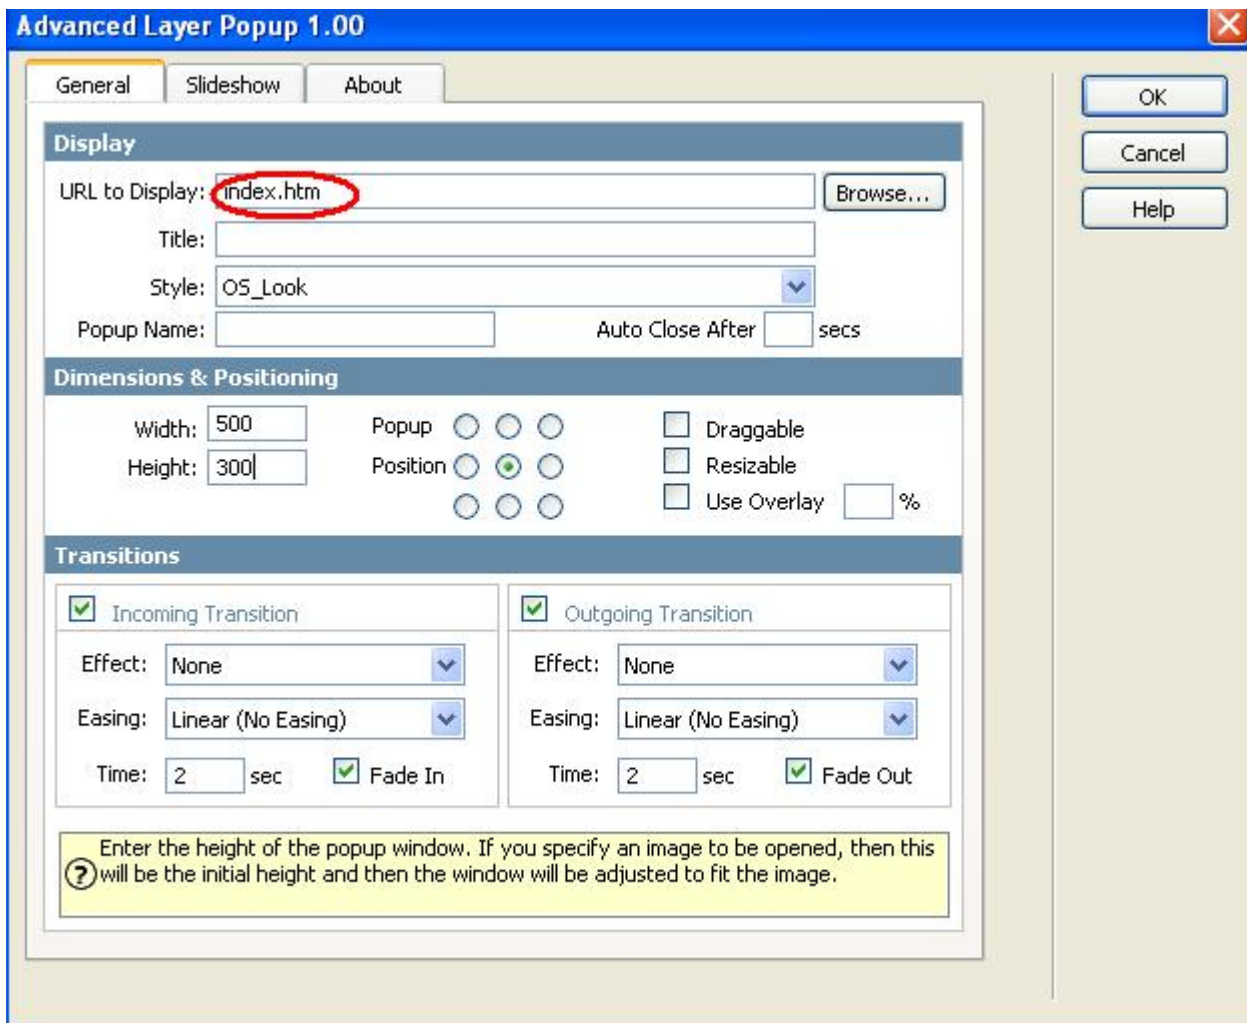 Advanced Layer Popup 1.00
General Slideshow About
OK
Cancel
Help
Display
URL to Display: index.htm Browse...
Title:
Style: OS_Look
Popup Name: Auto Close After secs
Dimensions & Positioning
Width: 500 Popup Draggable
Height: 300 Position Resizable
Use Overlay %
Transitions
Incoming Transition Outgoing Transition
Effect: None Effect: None
Easing: Linear (No Easing) Easing: Linear (No Easing)
Time: 2 sec Fade In Time: 2 sec Fade Out
Enter the height of the popup window. If you specify an image to be opened, then this
? will be the initial height and then the window will be adjusted to fit the image.